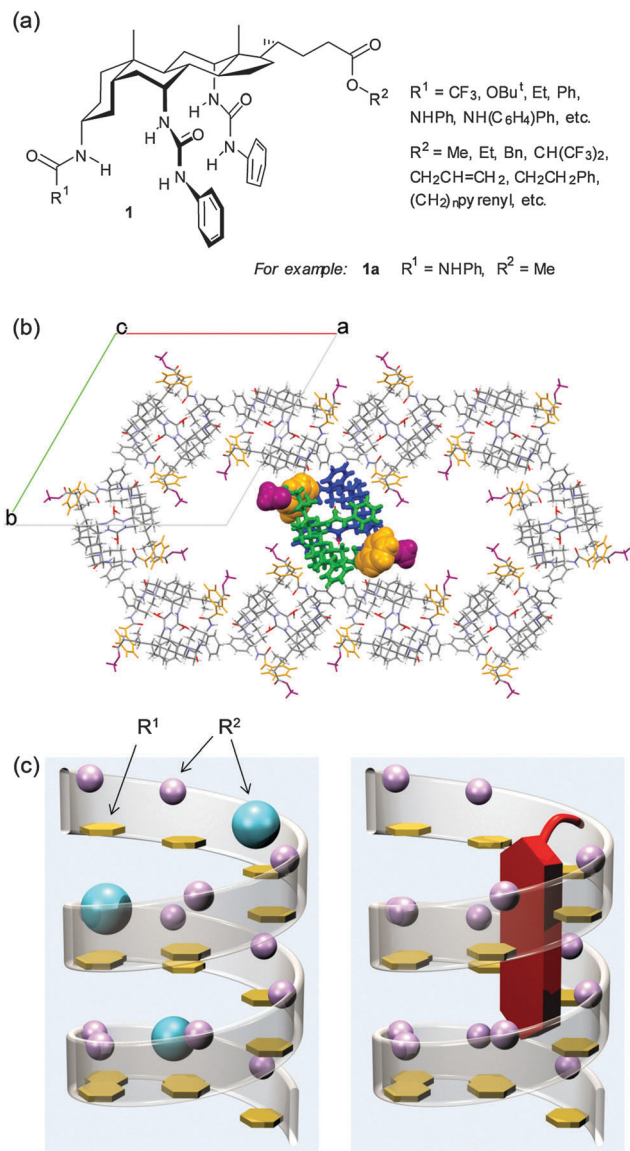 (a)
O
O
R²
H
N
O
N
H
H
N
O
N
H
O
N
H
R¹
1
R¹ = CF₃, OBuᵗ, Et, Ph,
NHPh, NH(C₆H₄)Ph, etc.
R² = Me, Et, Bn, CH(CF₃)₂,
CH₂CH=CH₂, CH₂CH₂Ph,
(CH₂)ₙpyrenyl, etc.
For example: 1a R¹ = NHPh, R² = Me
(b)
c
a
b
R¹ R²
(c)